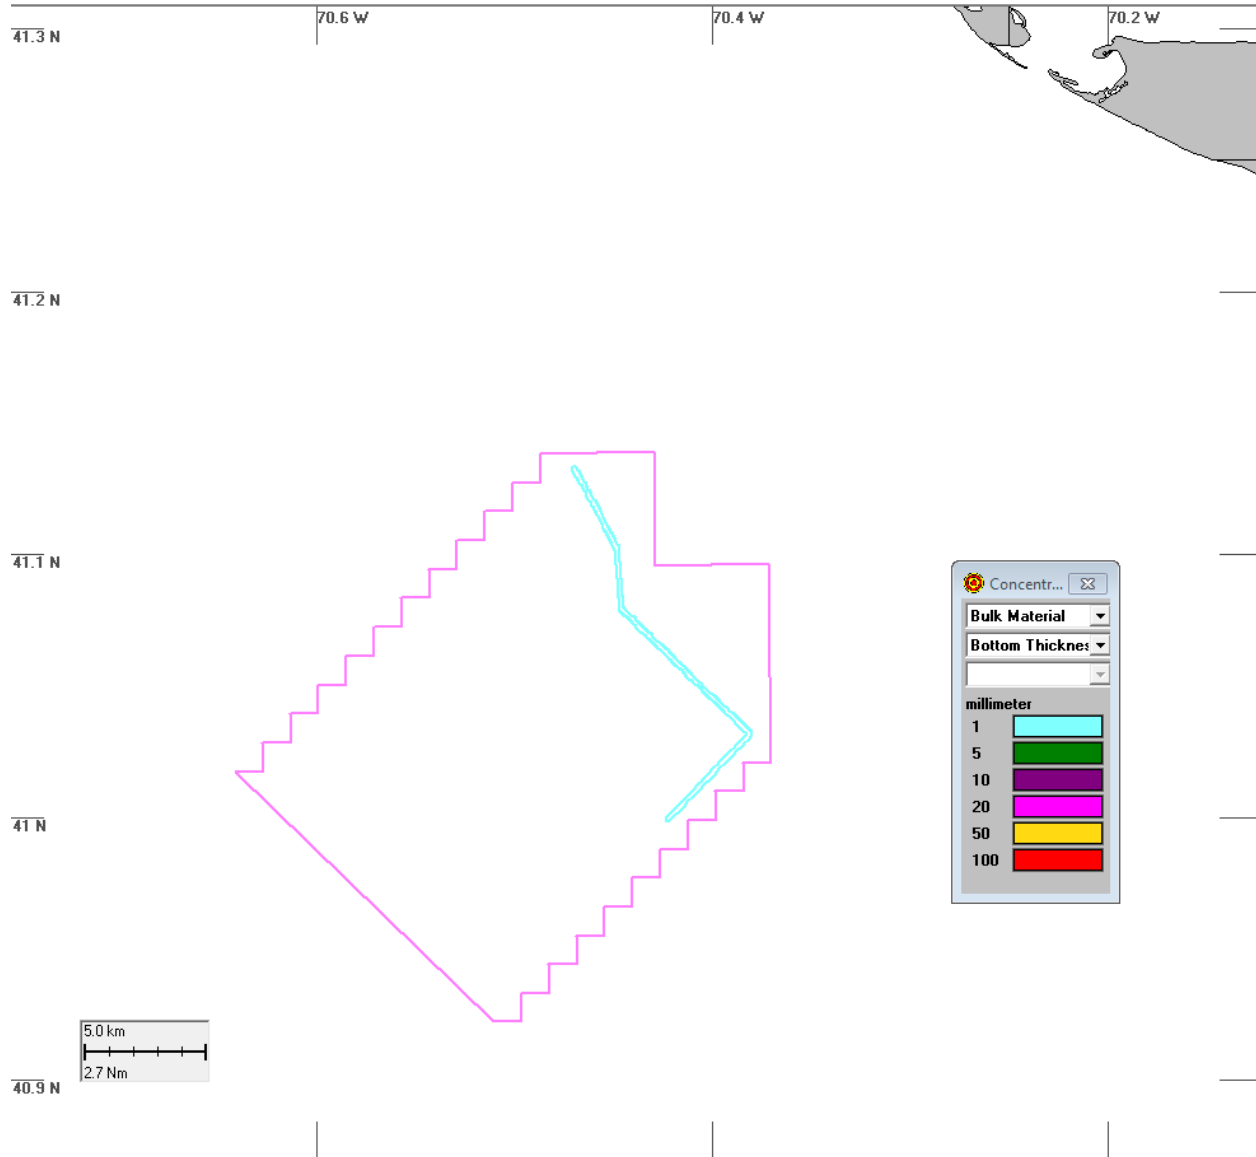 70.6 W
70.4 W
70.2 W
41.3 N
41.2 N
41.1 N
41 N
40.9 N
Concentr...
Bulk Material
Bottom Thicknes
millimeter
1
5
10
20
50
100
5.0 km
2.7 Nm